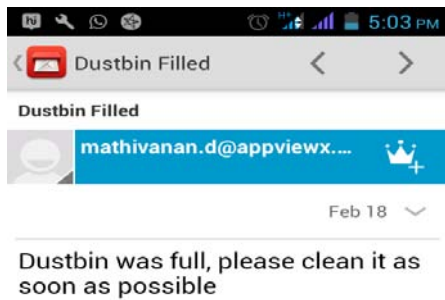 hi H+ 5:03 PM
Dustbin Filled
Dustbin Filled
mathivanan.d@appviewx....
Feb 18
Dustbin was full, please clean it as
soon as possible